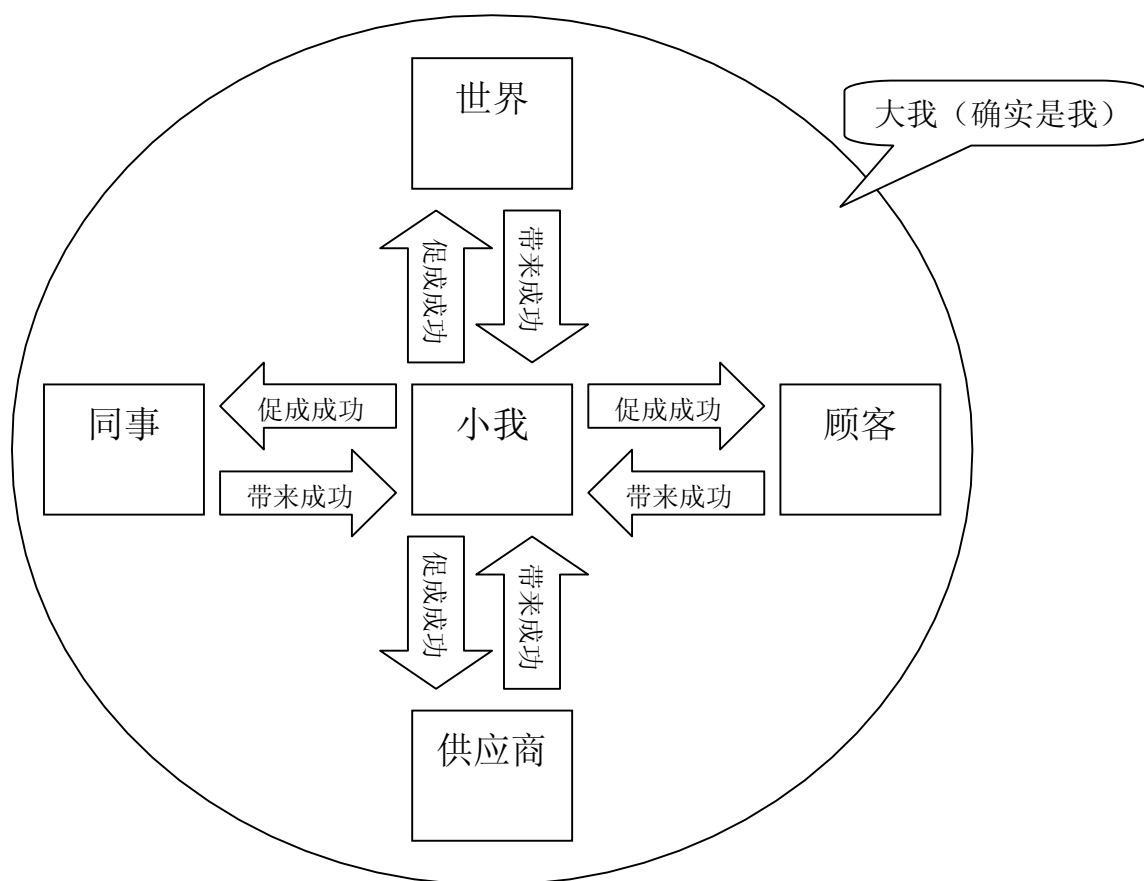 世界
大我（确实是我）
促成成功
带来成功
同事
促成成功
小我
促成成功
顾客
带来成功
带来成功
促成成功
带来成功
供应商